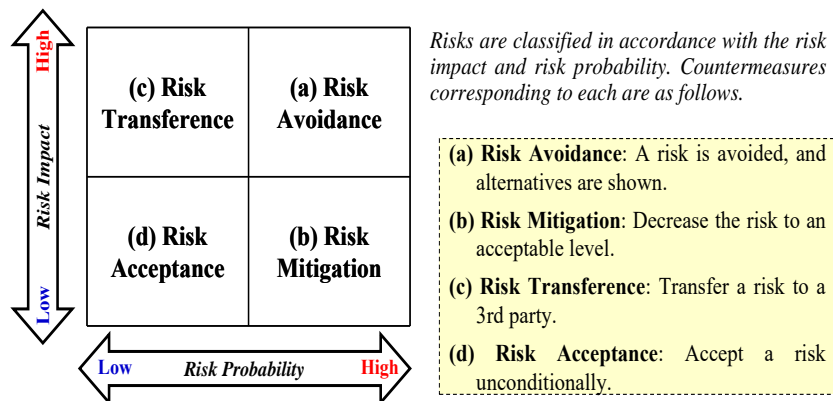 High
Risk Impact
Low
(c) Risk
Transference
(a) Risk
Avoidance
(d) Risk
Acceptance
(b) Risk
Mitigation
Low
Risk Probability
High
Risks are classified in accordance with the risk
impact and risk probability. Countermeasures
corresponding to each are as follows.
(a) Risk Avoidance: A risk is avoided, and
alternatives are shown.
(b) Risk Mitigation: Decrease the risk to an
acceptable level.
(c) Risk Transference: Transfer a risk to a
3rd party.
(d) Risk Acceptance: Accept a risk
unconditionally.